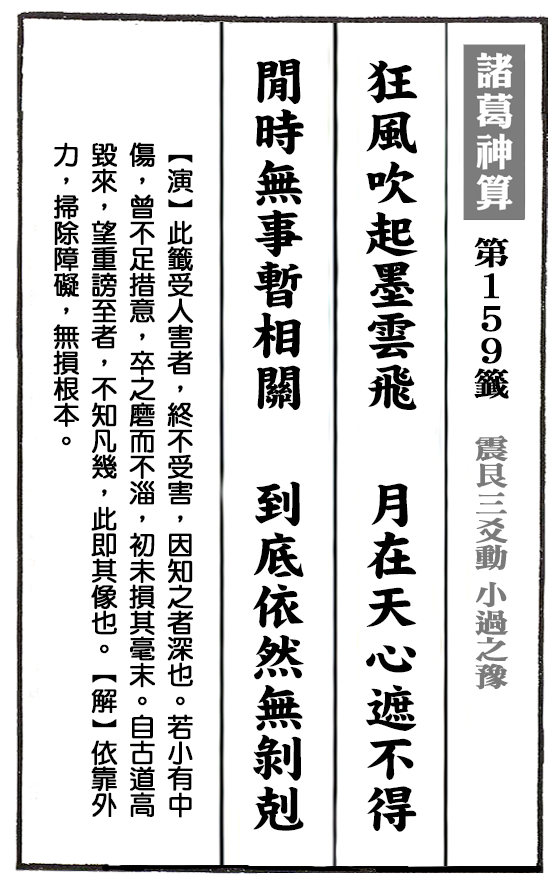 諸葛神算 第159籤 震艮三爻動 小過之豫
狂風吹起墨雲飛 月在天心遮不得
閒時無事暫相關 到底依然無剝剋
【演】此籤受人害者，終不受害，因知之者深也。若小有中
傷，曾不足措意，卒之磨而不淄，初未損其毫末。自古道高
毀來，望重謗至者，不知凡幾，此即其像也。【解】依靠外
力，掃除障礙，無損根本。